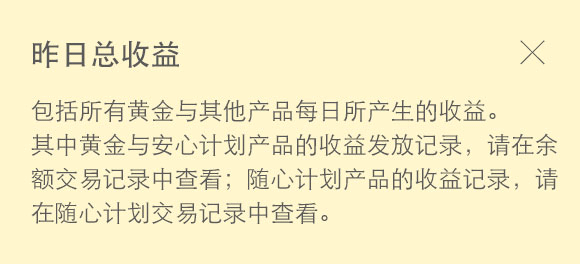 昨日总收益
包括所有黄金与其他产品每日所产生的收益。
其中黄金与安心计划产品的收益发放记录，请在余
额交易记录中查看；随心计划产品的收益记录，请
在随心计划交易记录中查看。